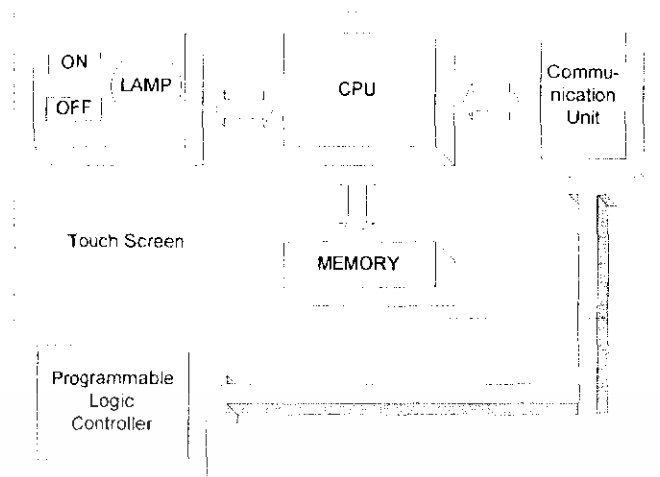 ON
LAMP
OFF
CPU
Commu-
nication
Unit
Touch Screen
MEMORY
Programmable
Logic
Controller